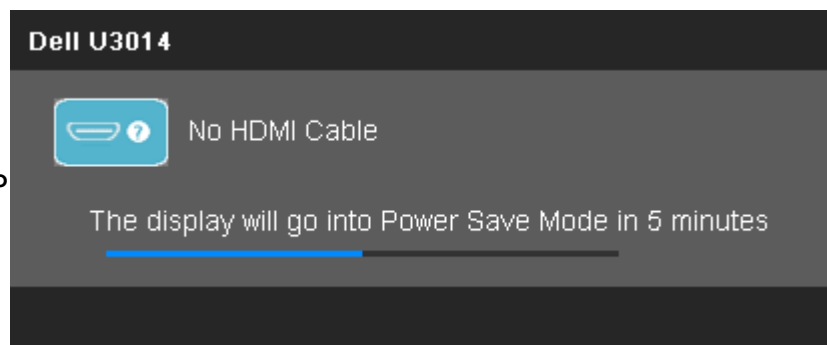 Dell U3014
?
No HDMI Cable
The display will go into Power Save Mode in 5 minutes